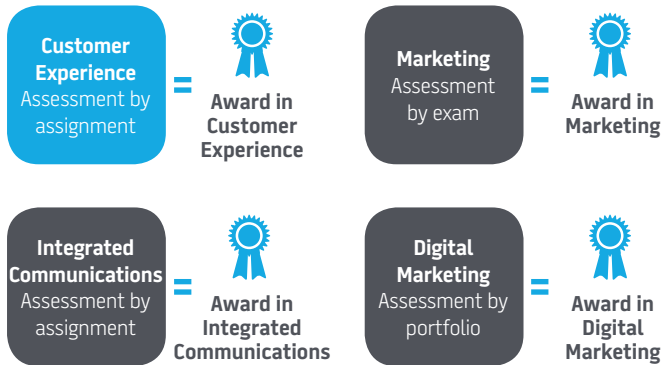 Customer
Experience
Assessment by
assignment
=
Award in
Customer
Experience
Marketing
Assessment
by exam
=
Award in
Marketing
Integrated
Communications
Assessment by
assignment
=
Award in
Integrated
Communications
Digital
Marketing
Assessment by
portfolio
=
Award in
Digital
Marketing